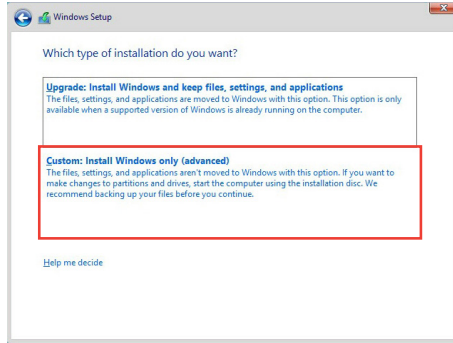 Windows Setup
Which type of installation do you want?
Upgrade: Install Windows and keep files, settings, and applications
The files, settings, and applications are moved to Windows with this option. This option is only
available when a supported version of Windows is already running on the computer.
Custom: Install Windows only (advanced)
The files, settings, and applications aren't moved to Windows with this option. If you want to
make changes to partitions and drives, start the computer using the installation disc. We
recommend backing up your files before you continue.
Help me decide